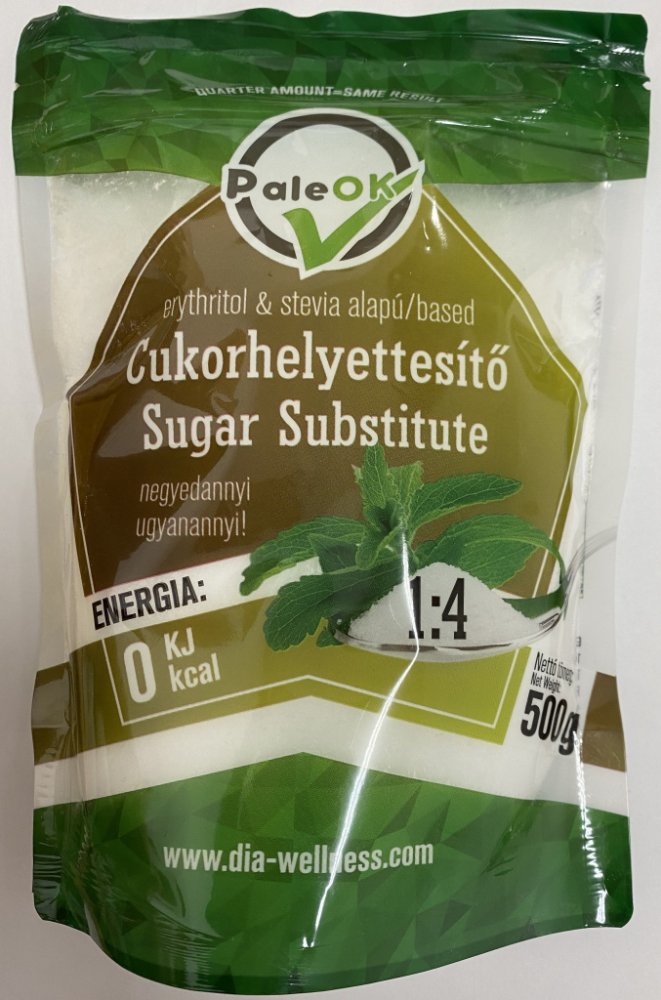 QUARTER AMOUNT=SAME RESULT
PaleOK
erythritol & stevia alapú/based
Cukorhelyettesítő
Sugar Substitute
negyedannyi
ugyanannyi!
1:4
ENERGIA:
0 KJ
kcal
Nettó tömeg:
Net Weight:
500g
www.dia-wellness.com